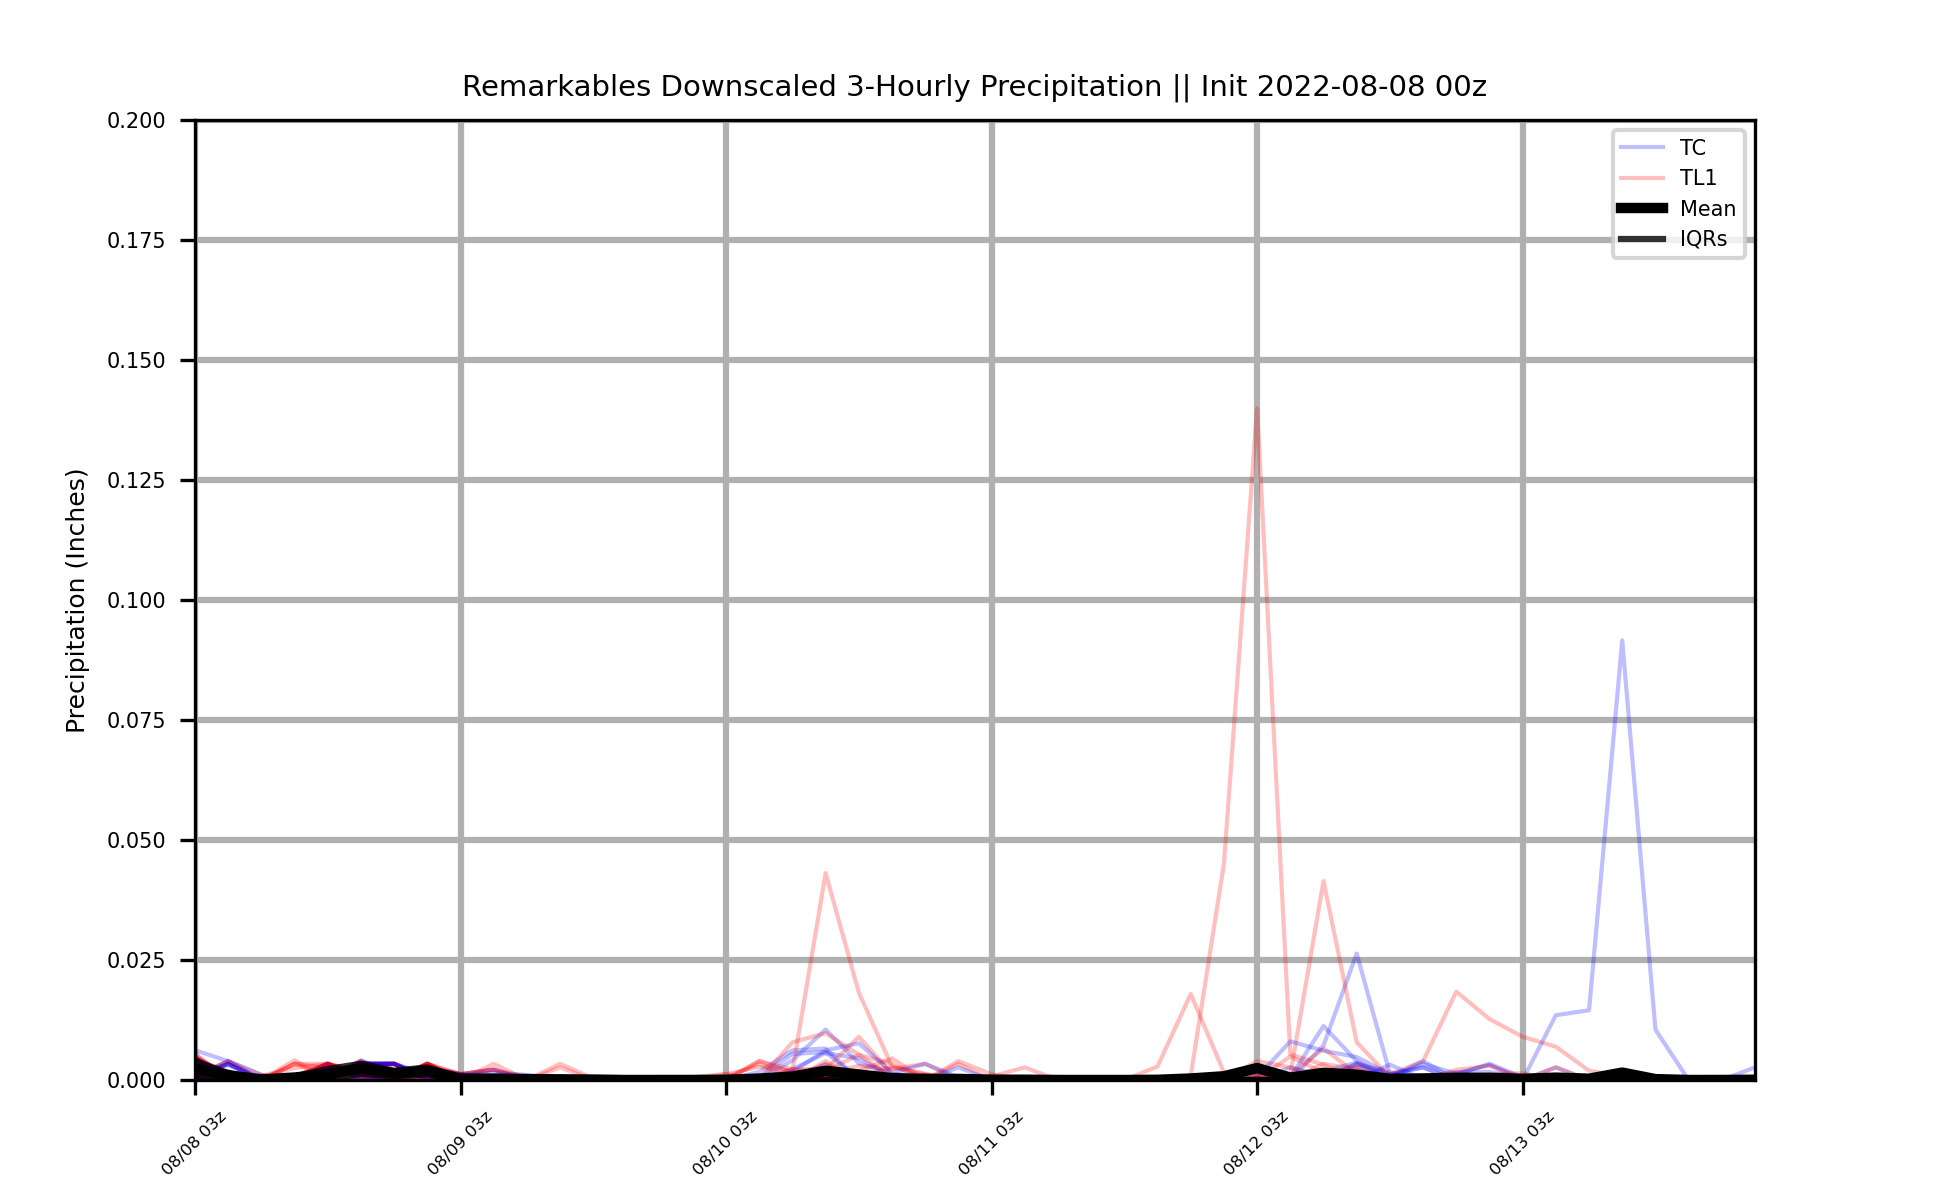 Remarkables Downscaled 3-Hourly Precipitation || Init 2022-08-08 00z
Precipitation (Inches)
0.200
0.175
0.150
0.125
0.100
0.075
0.050
0.025
0.000
TC
TL1
Mean
IQRs
08/08 03z
08/09 03z
08/10 03z
08/11 03z
08/12 03z
08/13 03z